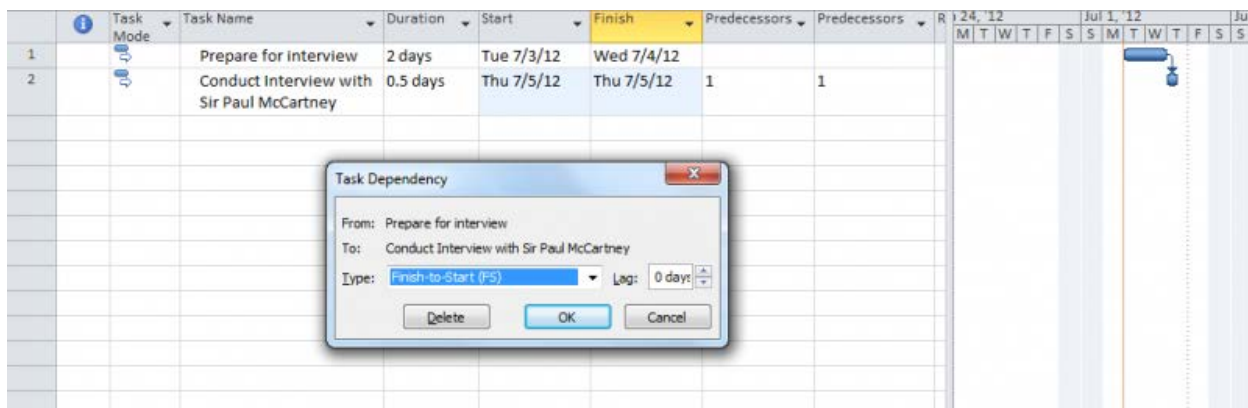 Task Mode Task Name Duration Start Finish Predecessors Predecessors R 24, '12 Jul 1, '12 Ju
M T W T F S S M T W T F S S
1 Prepare for interview 2 days Tue 7/3/12 Wed 7/4/12
2 Conduct Interview with 0.5 days Thu 7/5/12 Thu 7/5/12 1 1
Sir Paul McCartney
Task Dependency
From: Prepare for interview
To: Conduct Interview with Sir Paul McCartney
Type: Finish-to-Start (FS) Lag: 0 days
Delete OK Cancel